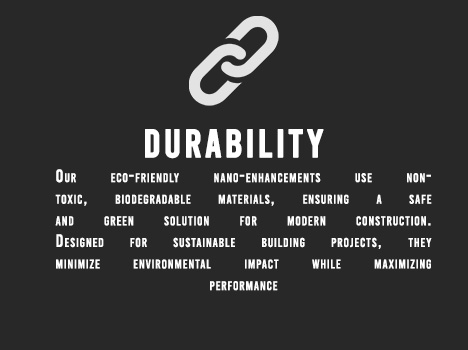 DURABILITY
Our eco-friendly nano-enhancements use non-
toxic, biodegradable materials, ensuring a safe
and green solution for modern construction.
Designed for sustainable building projects, they
minimize environmental impact while maximizing
performance